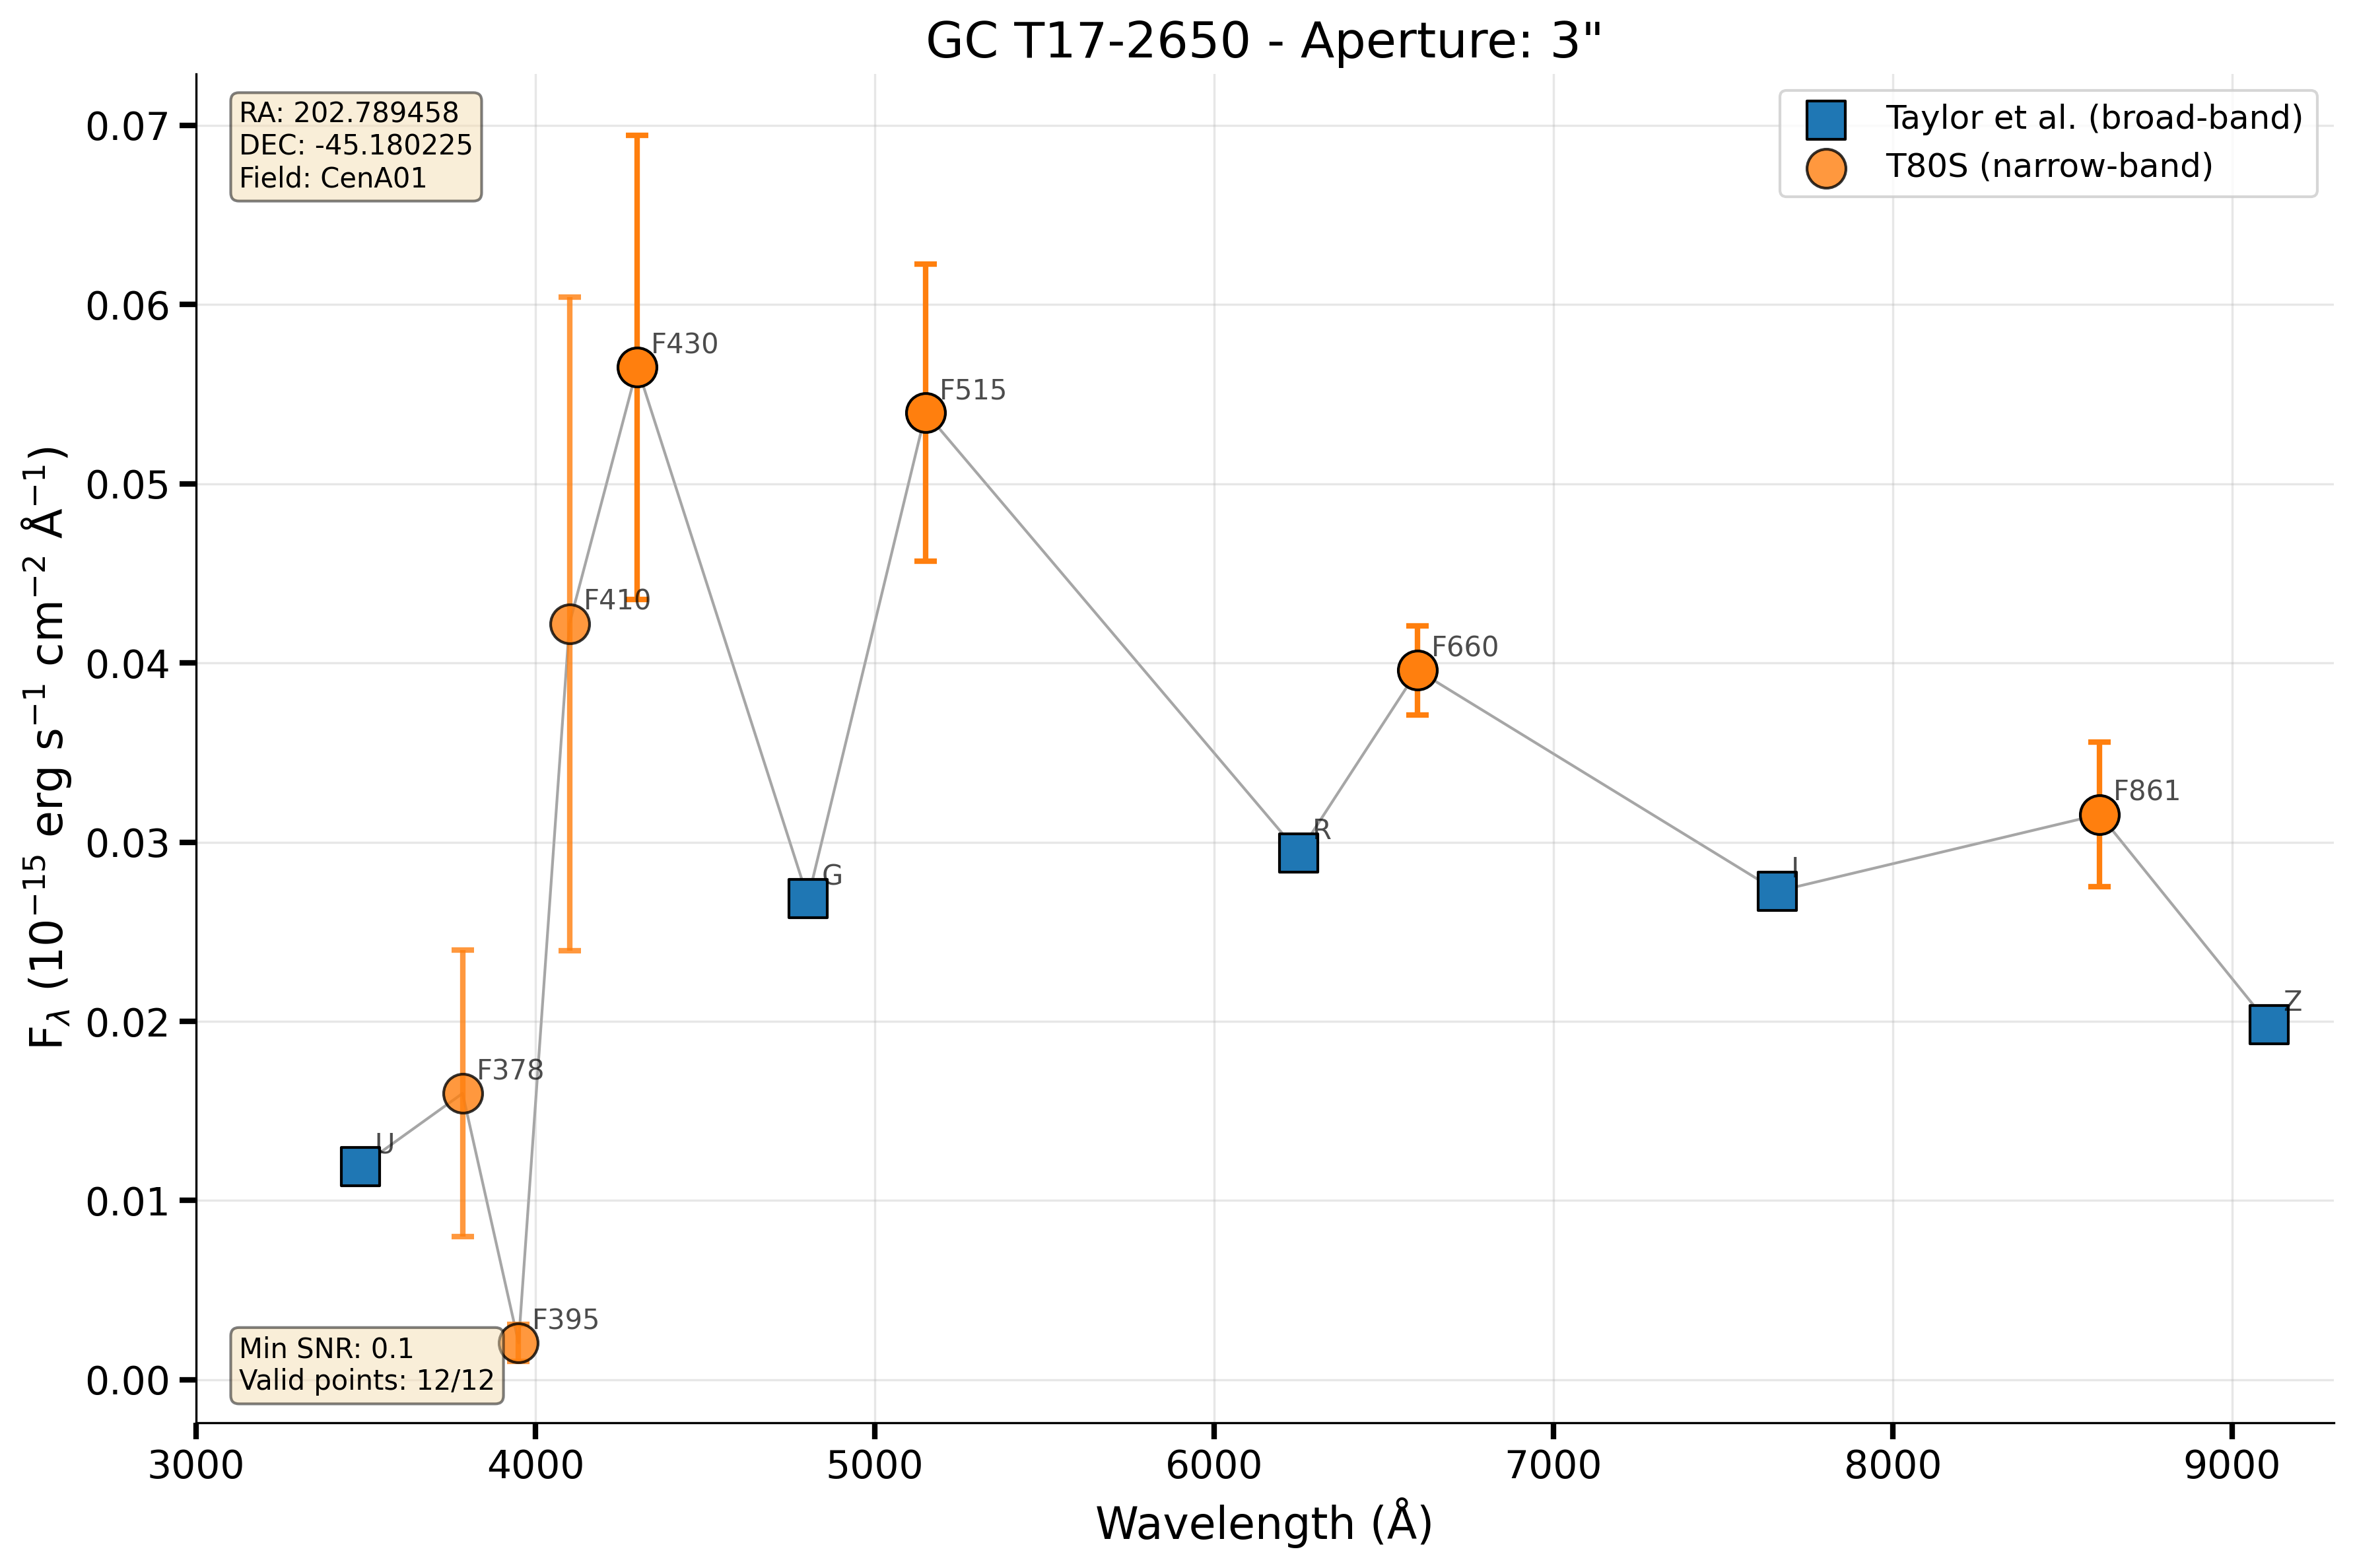 GC T17-2650 - Aperture: 3"
RA: 202.789458
DEC: -45.180225
Field: CenA01
Taylor et al. (broad-band)
T80S (narrow-band)
F_λ (10⁻¹⁵ erg s⁻¹ cm⁻² Å⁻¹)
0.07
0.06
0.05
0.04
0.03
0.02
0.01
0.00
F430
F515
F410
F660
R
G
I
F861
Z
F378
U
F395
Min SNR: 0.1
Valid points: 12/12
3000
4000
5000
6000
7000
8000
9000
Wavelength (Å)